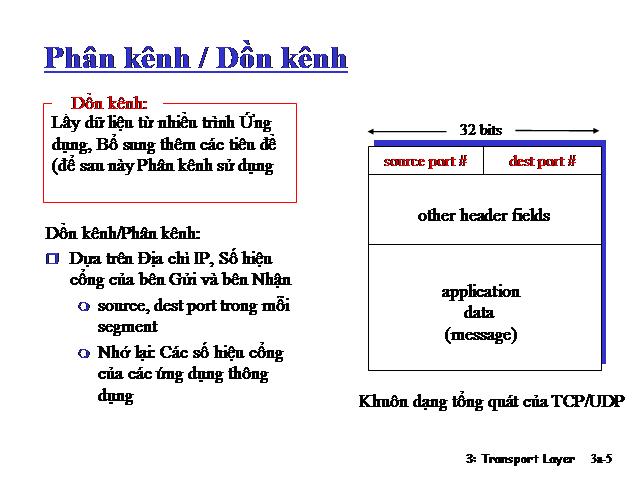 Phân kênh / Dồn kênh
Dồn kênh:
Lấy dữ liệu từ nhiều trình Ứng
dụng, Bổ sung thêm các tiêu đề
(để sau này Phân kênh sử dụng
Dồn kênh/Phân kênh:
Dựa trên Địa chỉ IP, Số hiệu
cổng của bên Gửi và bên Nhận
source, dest port trong mỗi
segment
Nhớ lại: Các số hiệu cổng
của các ứng dụng thông
dụng
32 bits
source port # dest port #
other header fields
application
data
(message)
Khuôn dạng tổng quát của TCP/UDP
3: Transport Layer 3a-5